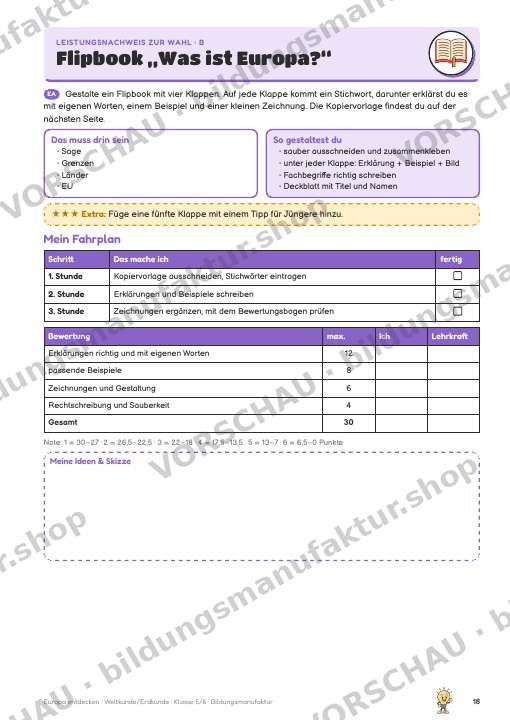 LEISTUNGSNACHWEIS ZUR WAHL · B
Flipbook „Was ist Europa?“
EA Gestalte ein Flipbook mit vier Klappen. Auf jede Klappe kommt ein Stichwort, darunter erklärst du es
mit eigenen Worten, einem Beispiel und einer kleinen Zeichnung. Die Kopiervorlage findest du auf der
nächsten Seite.
Das muss drin sein
· Sage
· Grenzen
· Länder
· EU
So gestaltest du
· sauber ausschneiden und zusammenkleben
· unter jeder Klappe: Erklärung + Beispiel + Bild
· Fachbegriffe richtig schreiben
· Deckblatt mit Titel und Namen
★★★ Extra: Füge eine fünfte Klappe mit einem Tipp für Jüngere hinzu.
Mein Fahrplan
Schritt Das mache ich fertig
1. Stunde Kopiervorlage ausschneiden, Stichwörter eintragen
2. Stunde Erklärungen und Beispiele schreiben
3. Stunde Zeichnungen ergänzen, mit dem Bewertungsbogen prüfen
Bewertung max. Ich Lehrkraft
Erklärungen richtig und mit eigenen Worten 12
passende Beispiele 8
Zeichnungen und Gestaltung 6
Rechtschreibung und Sauberkeit 4
Gesamt 30
Note: 1 = 30–27 · 2 = 26,5–22,5 · 3 = 22–18 · 4 = 17,5–13,5 · 5 = 13–7 · 6 = 6,5–0 Punkte
Meine Ideen & Skizze
Europa entdecken · Weltkunde/Erdkunde · Klasse 5/6 · Bildungsmanufaktur
18
VORSCHAU · bildungsmanufaktur.shop